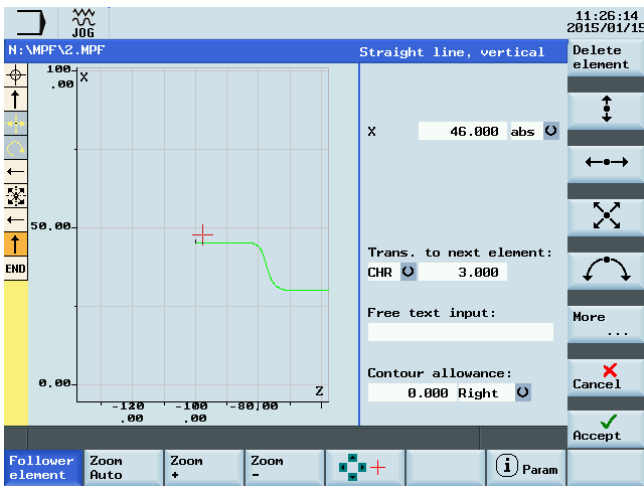 JOG
11:26:14
2015/01/15
N:\MPF\2.MPF
Straight line, vertical
Delete
element
100
.00
X
50.00
0.00
-120
.00
-100
.00
-80.00
Z
END
X 46.000 abs
Trans. to next element:
CHR 3.000
Free text input:
Contour allowance:
0.000 Right
More
...
Cancel
Accept
Follower
element
Zoom
Auto
Zoom
+
Zoom
-
i Param